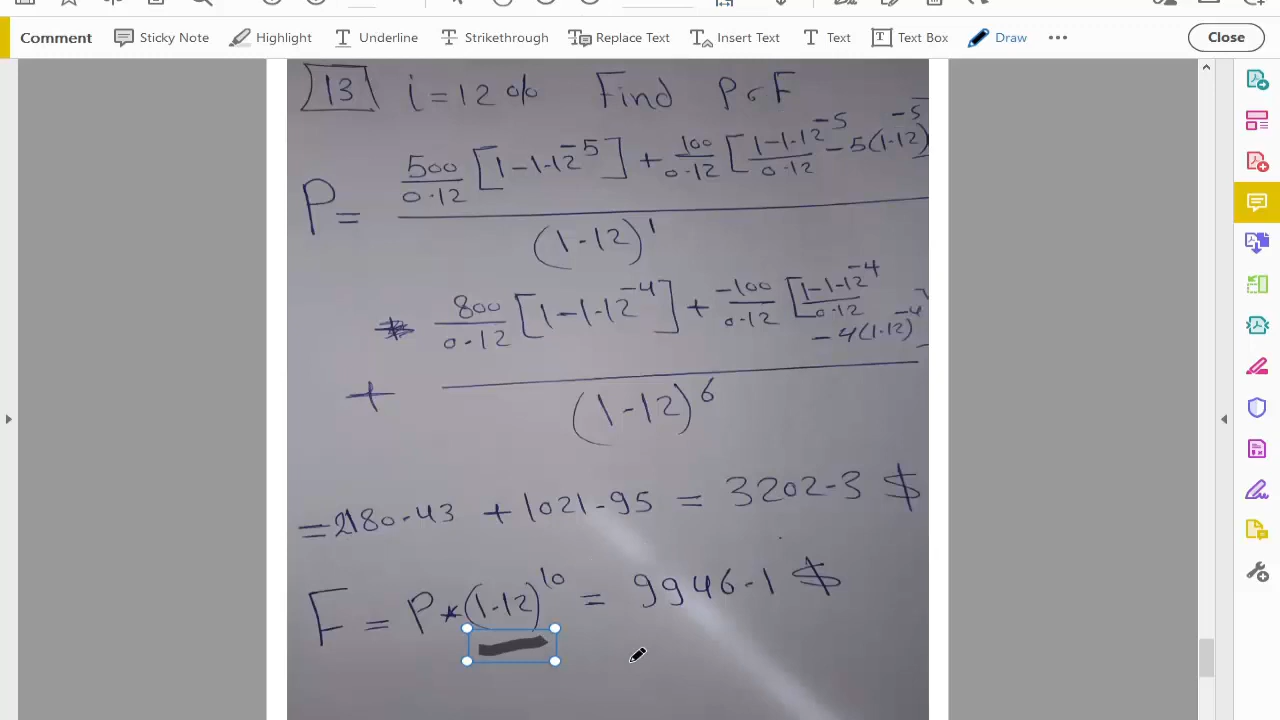 Comment Sticky Note Highlight Underline Strikethrough Replace Text Insert Text Text Text Box Draw Close
13 i = 12% Find P & F
P = 500/0.12 [1-1.12^-5] + 100/0.12 [1-1.12^-5/0.12 - 5(1.12)^-5
(1.12)^1
+ 800/0.12 [1-1.12^-4] + -100/0.12 [1-1.12^-4/0.12
- 4(1.12)^-4]
(1.12)^6
= 2180.43 + 1021.95 = 3202.3 $
F = P*(1.12)^10 = 9946.1 $